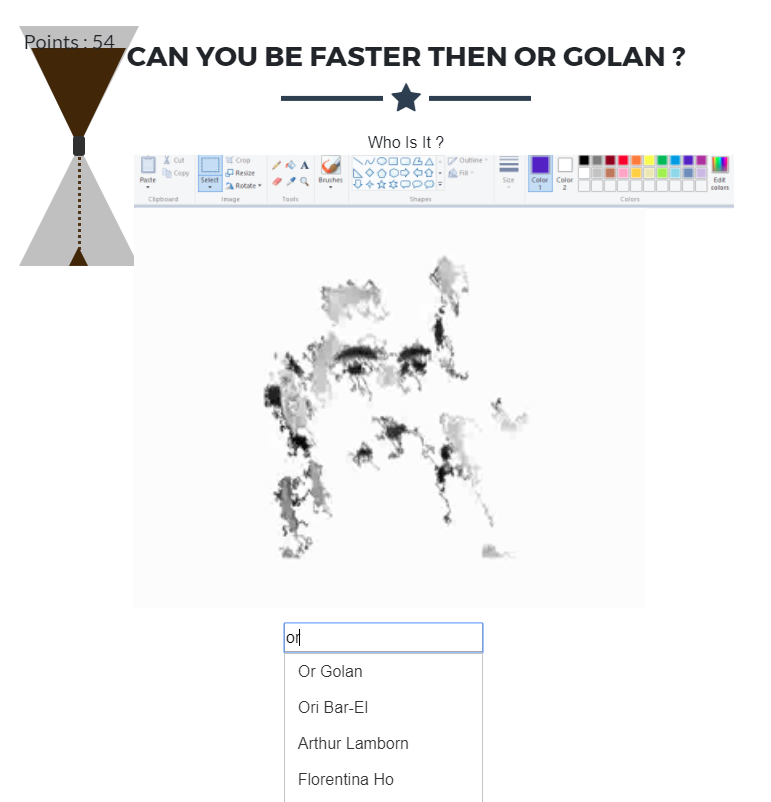 Points : 54
CAN YOU BE FASTER THEN OR GOLAN ?
Who Is It ?
Paste
Cut
Copy
Clipboard
Select
Crop
Resize
Rotate
Image
A
Tools
Brushes
Outline
Fill
Shapes
Size
Color
1
Color
2
Edit
colors
Colors
or
Or Golan
Ori Bar-El
Arthur Lamborn
Florentina Ho